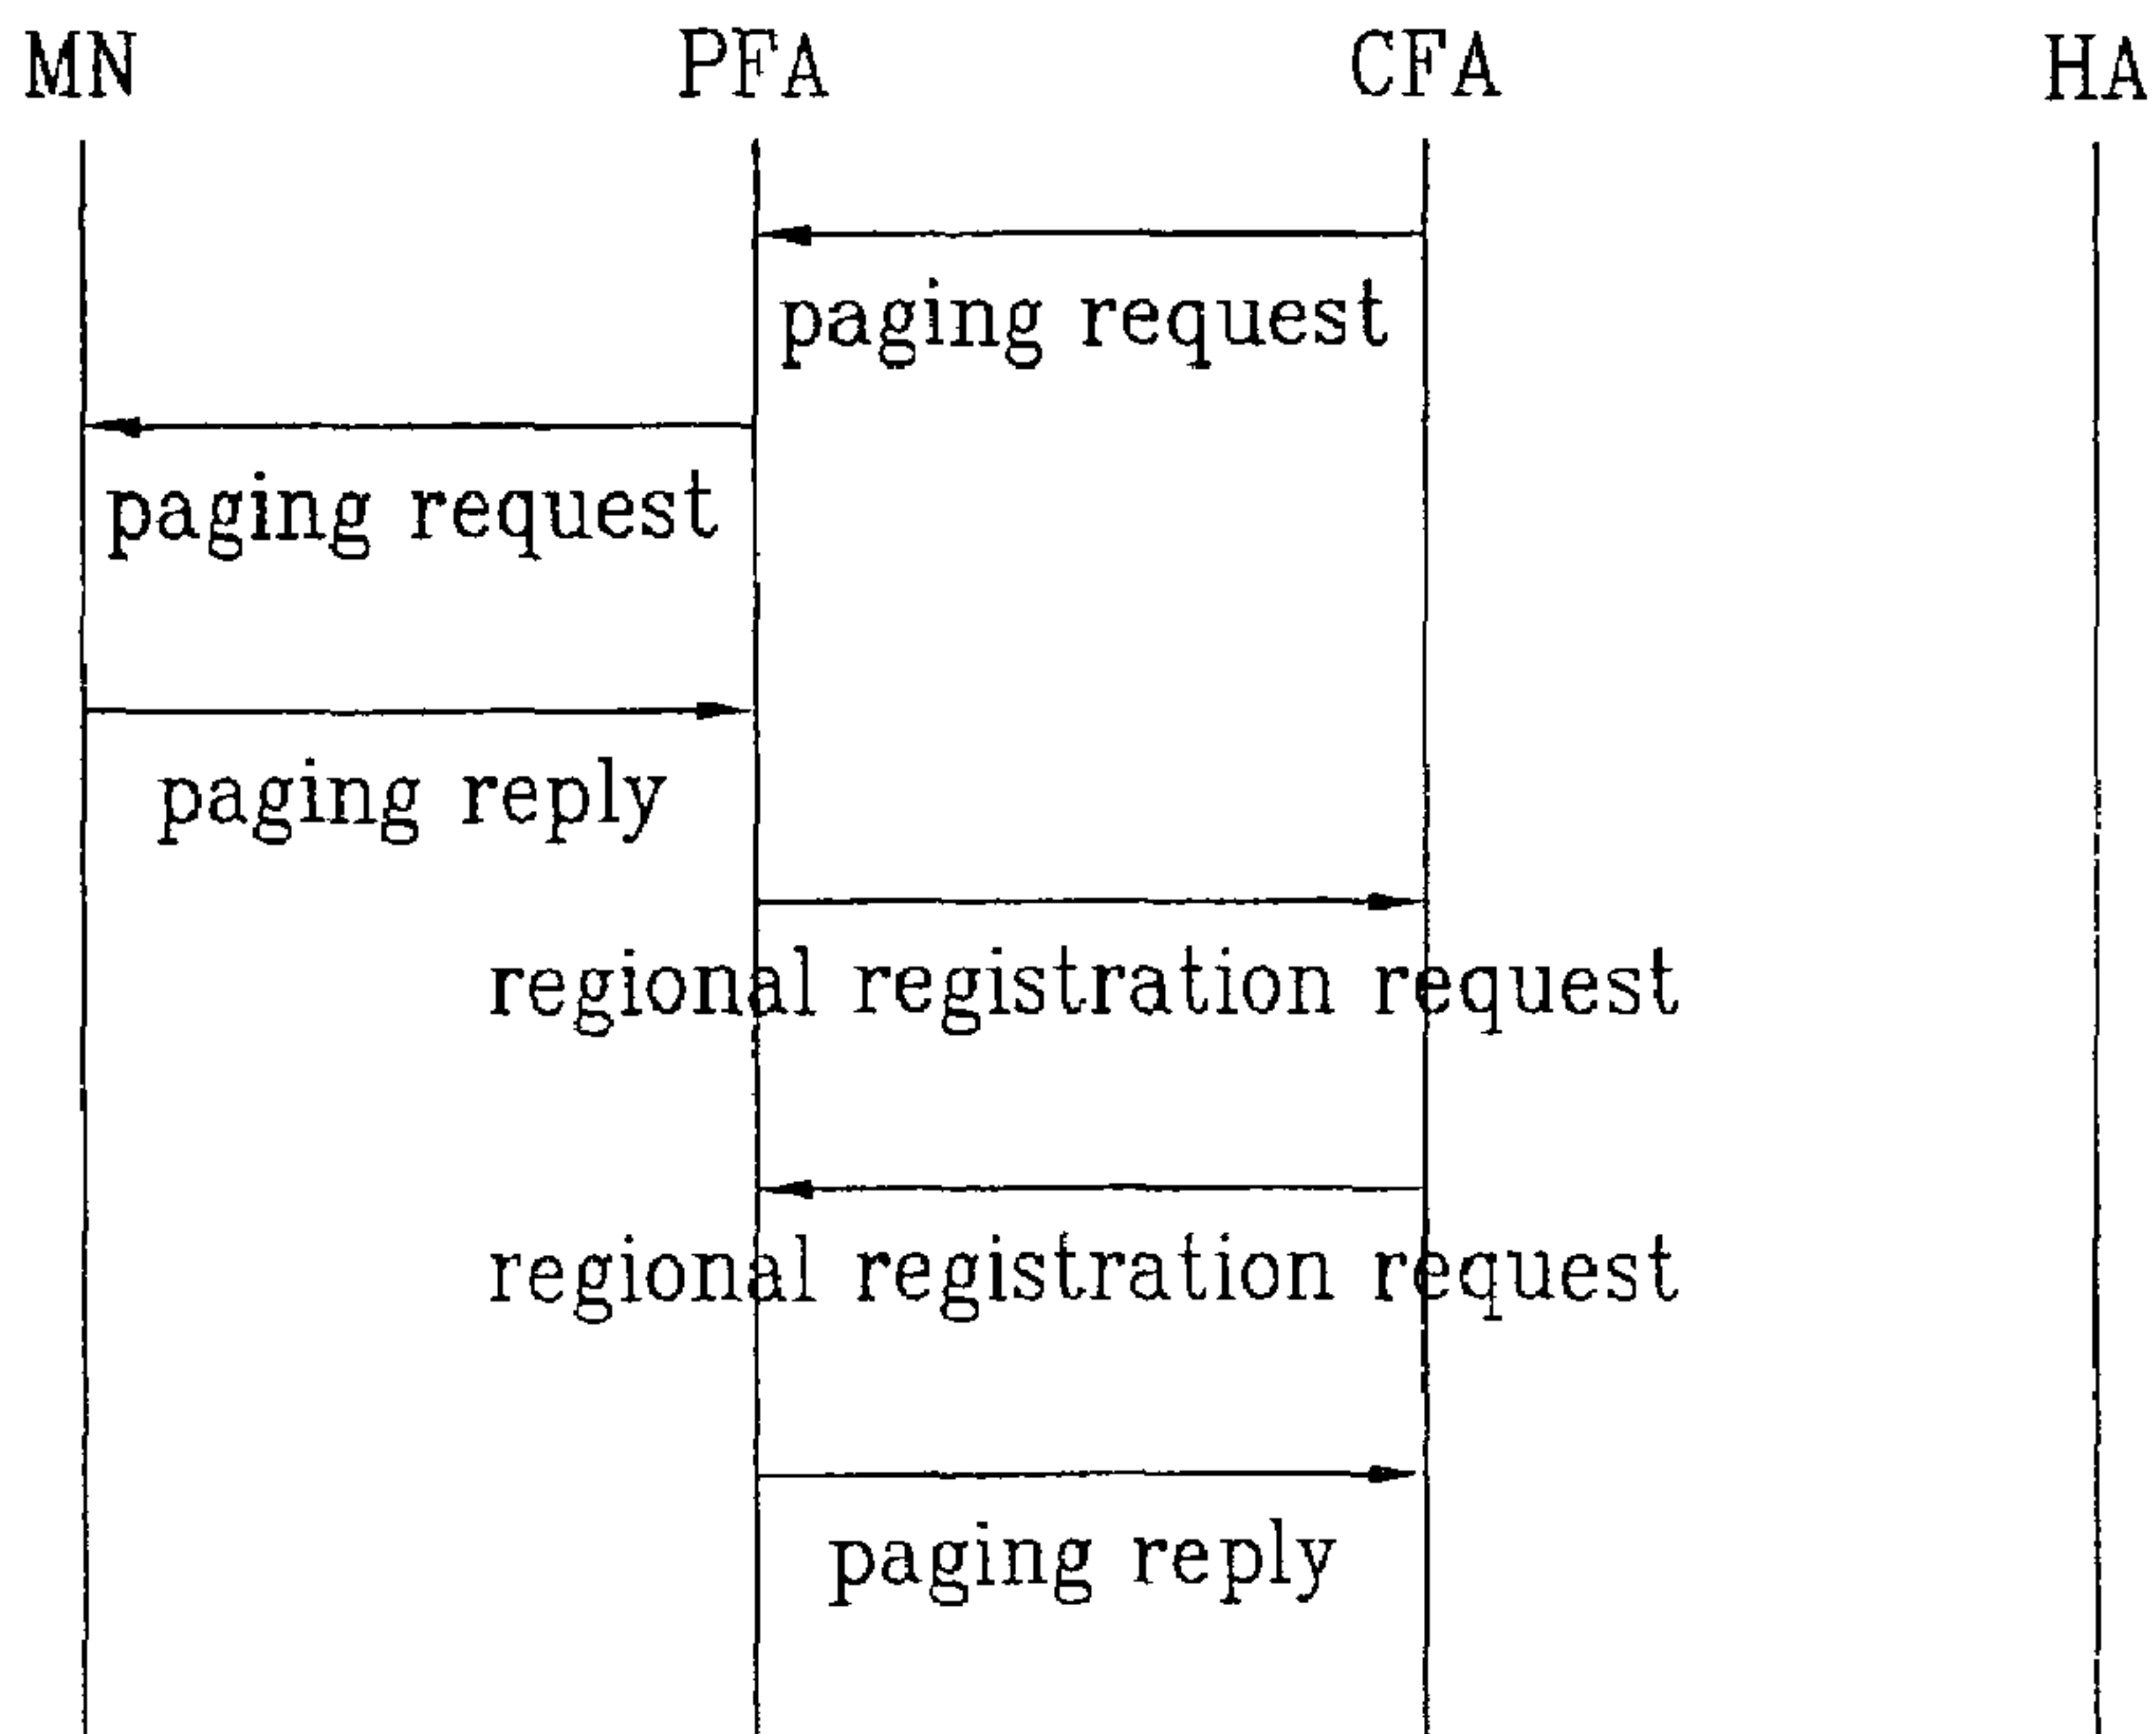 MN PFA CFA HA
paging request
paging request
paging reply
regional registration request
regional registration request
paging reply